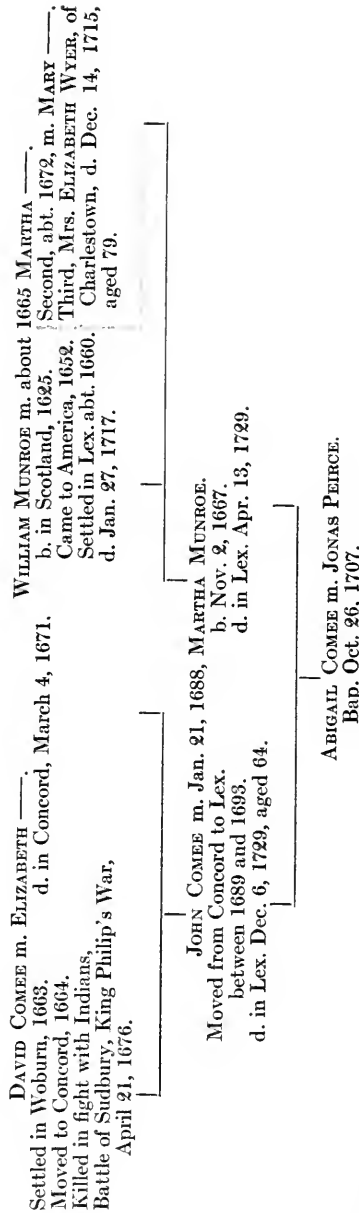 DAVID COMEE m. ELIZABETH ——.
Settled in Woburn, 1663. d. in Concord, March 4, 1671.
Moved to Concord, 1664.
Killed in fight with Indians,
Battle of Sudbury, King Philip's War,
April 21, 1676.
WILLIAM MUNROE m. about 1665 MARTHA ——.
b. in Scotland, 1625. Second, abt. 1672, m. MARY ——.
Came to America, 1652. Third, Mrs. ELIZABETH WYER, of
Settled in Lex. abt. 1660. Charlestown, d. Dec. 14, 1715,
d. Jan. 27, 1717. aged 79.
JOHN COMEE m. Jan. 21, 1688, MARTHA MUNROE.
Moved from Concord to Lex. b. Nov. 2, 1667.
between 1689 and 1693. d. in Lex. Apr. 13, 1729.
d. in Lex. Dec. 6, 1729, aged 64.
ABIGAIL COMEE m. JONAS PEIRCE.
Bap. Oct. 26, 1707.